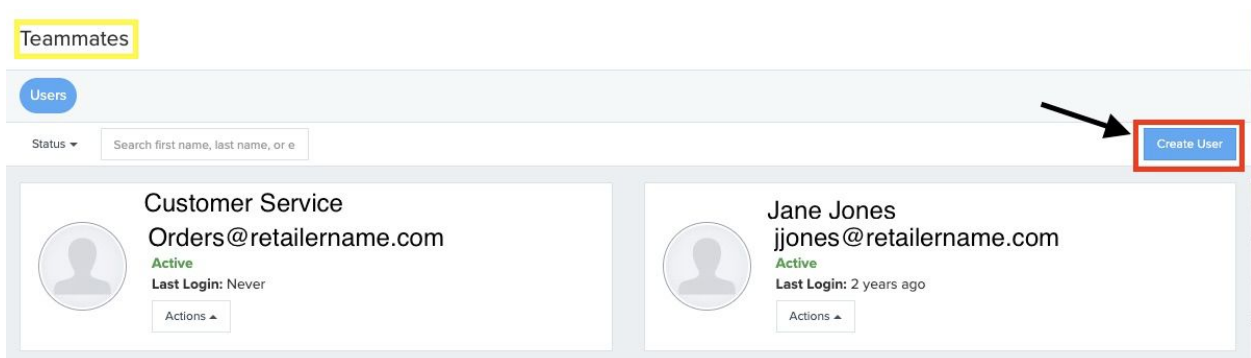 Teammates
Users
Status
Search first name, last name, or e
Create User
Customer Service
Orders@retailername.com
Active
Last Login: Never
Actions
Jane Jones
jjones@retailername.com
Active
Last Login: 2 years ago
Actions